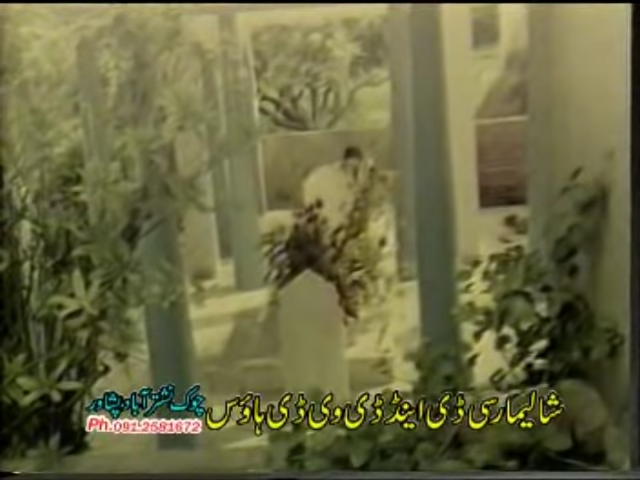 شالیمار سی ڈی اینڈ ڈی وی ڈی ہاؤس
چوک نشتر آباد پشاور
Ph.091.2581672